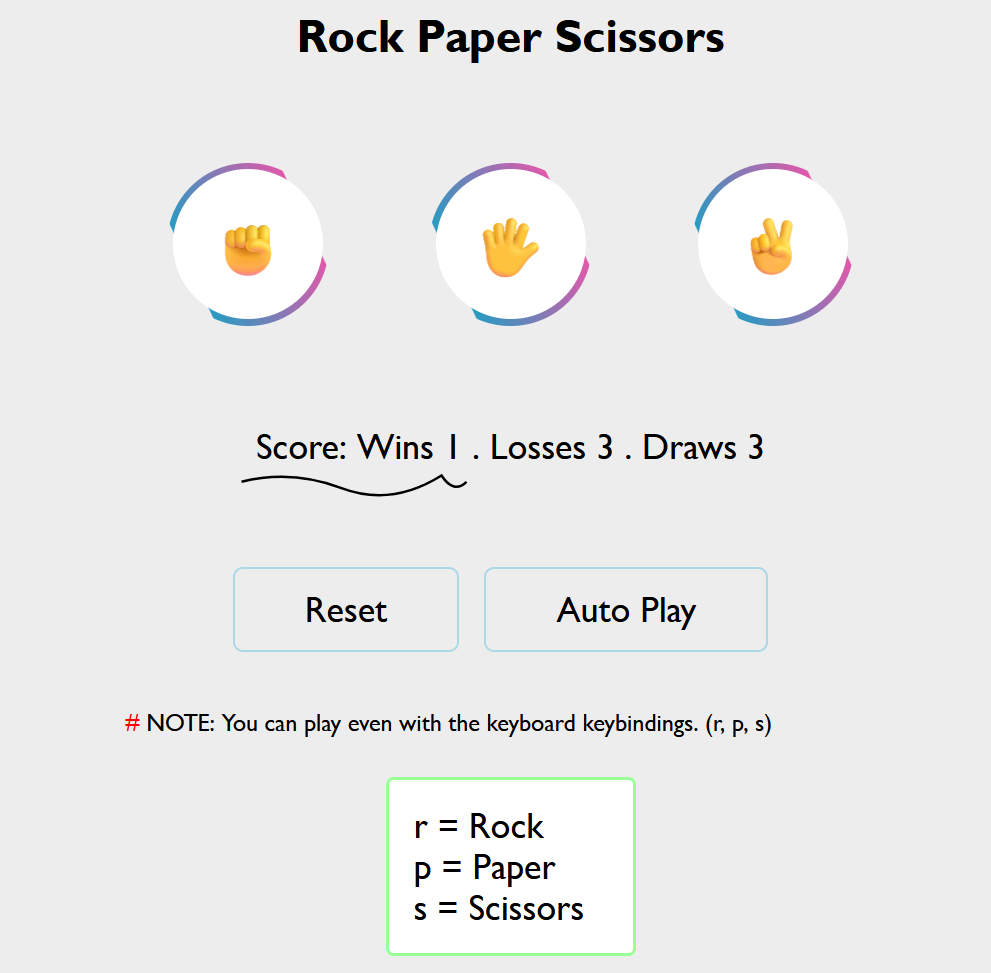 Rock Paper Scissors
Score: Wins 1 . Losses 3 . Draws 3
Reset
Auto Play
# NOTE: You can play even with the keyboard keybindings. (r, p, s)
r = Rock
p = Paper
s = Scissors